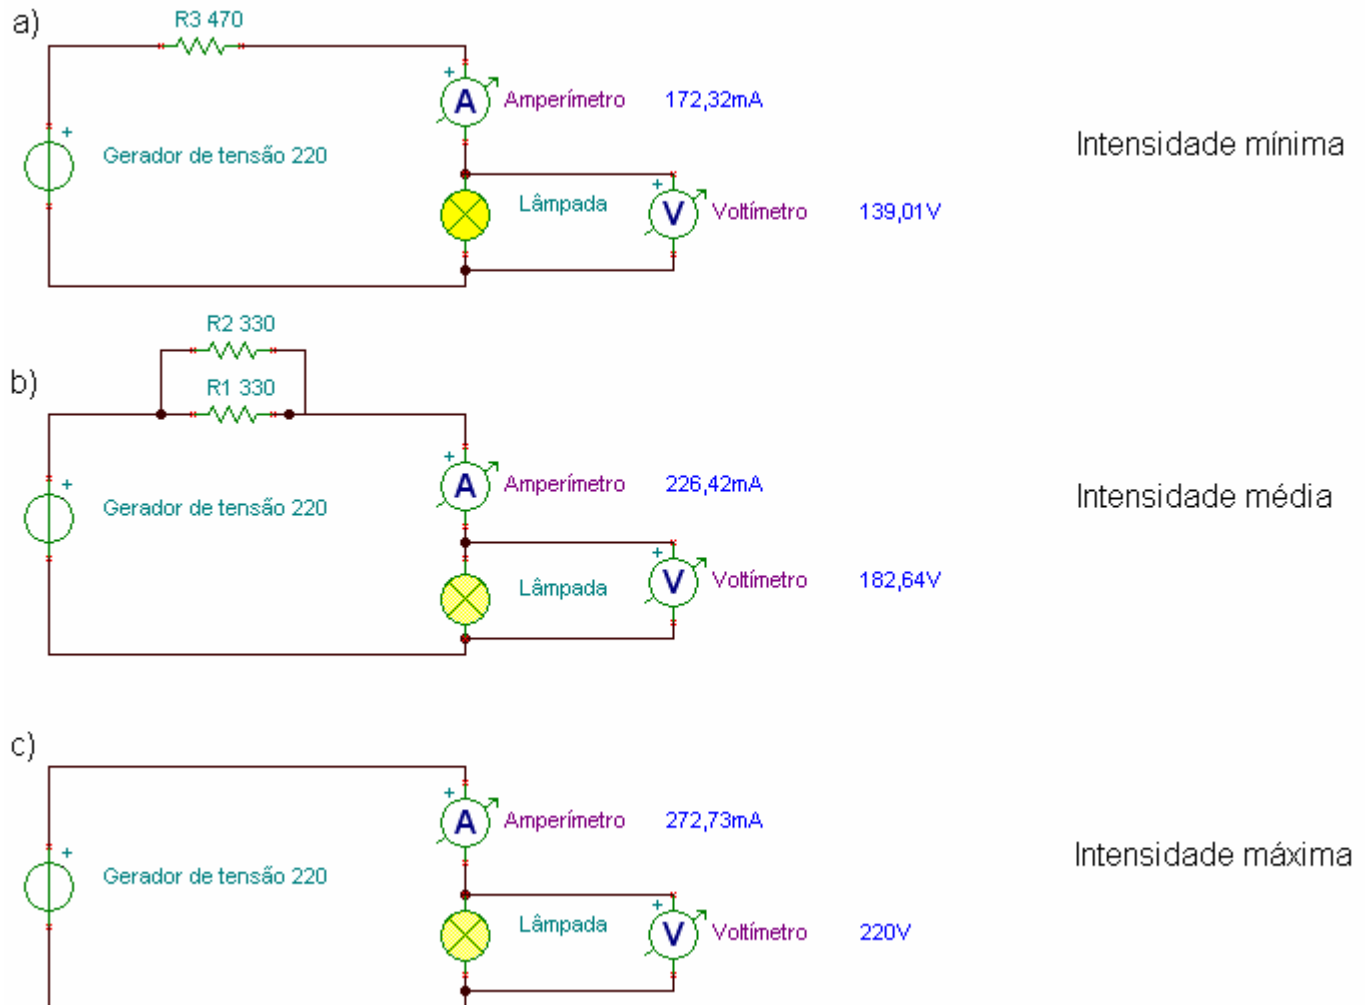 a)
R3 470
+
A Amperímetro 172,32mA
+
Gerador de tensão 220
Intensidade mínima
+
Lâmpada
V Voltímetro 139,01V
R2 330
b)
R1 330
+
A Amperímetro 226,42mA
+
Gerador de tensão 220
Intensidade média
+
Lâmpada
V Voltímetro 182,64V
c)
+
A Amperímetro 272,73mA
+
Gerador de tensão 220
Intensidade máxima
+
Lâmpada
V Voltímetro 220V